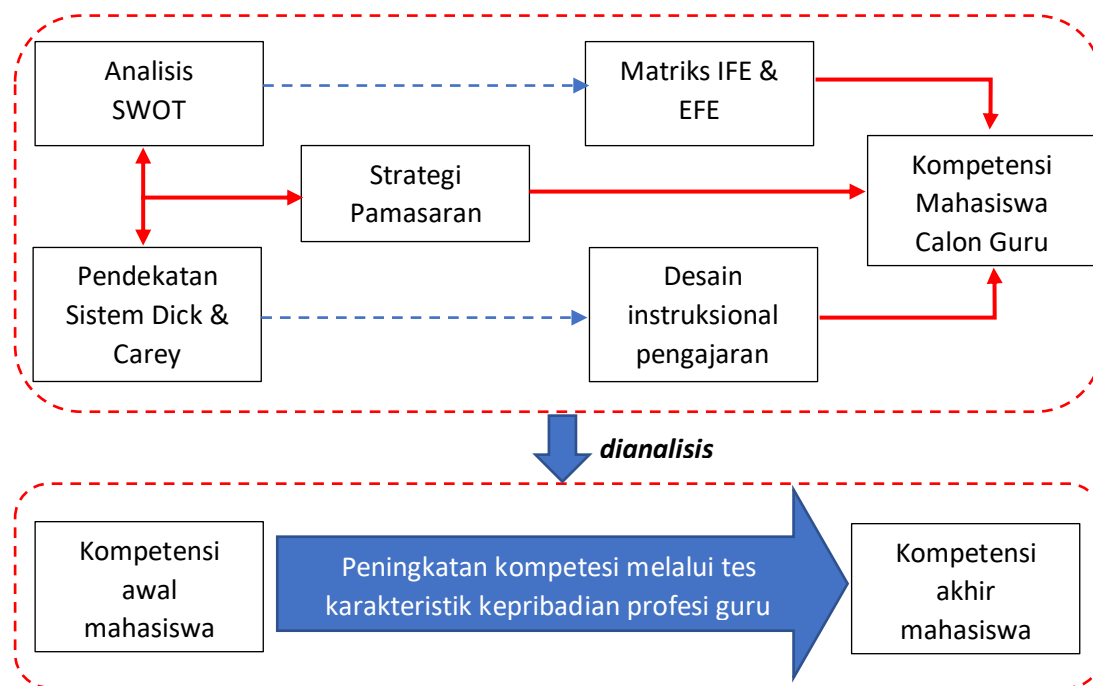 Analisis
SWOT
Matriks IFE &
EFE
Strategi
Pamasaran
Kompetensi
Mahasiswa
Calon Guru
Pendekatan
Sistem Dick &
Carey
Desain
instruksional
pengajaran
dianalisis
Kompetensi
awal
mahasiswa
Peningkatan kompetesi melalui tes
karakteristik kepribadian profesi guru
Kompetensi
akhir
mahasiswa